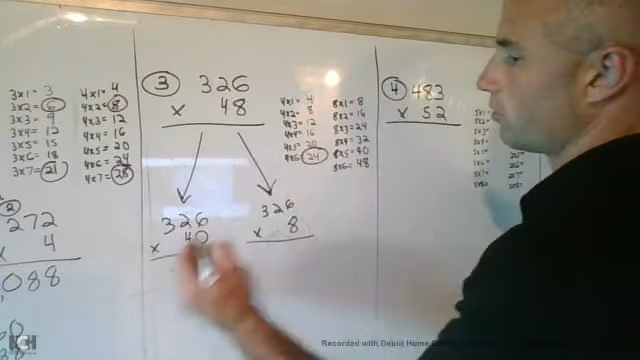 3x1= 3
3x2= 6
3x3= 9
3x4= 12
3x5= 15
3x6= 18
3x7= 21
4x1= 4
4x2= 8
4x3= 12
4x4= 16
4x5= 20
4x6= 24
4x7= 28
2
272
x 4
1088
3
326
x 48
4x1= 4
4x2= 8
4x3= 12
4x4= 16
4x5= 20
4x6= 24
8x1= 8
8x2= 16
8x3= 24
8x4= 32
8x5= 40
8x6= 48
326
x 40
326
x 8
4
483
x 52
5x1=
5x2=
Recorded with Debut Home